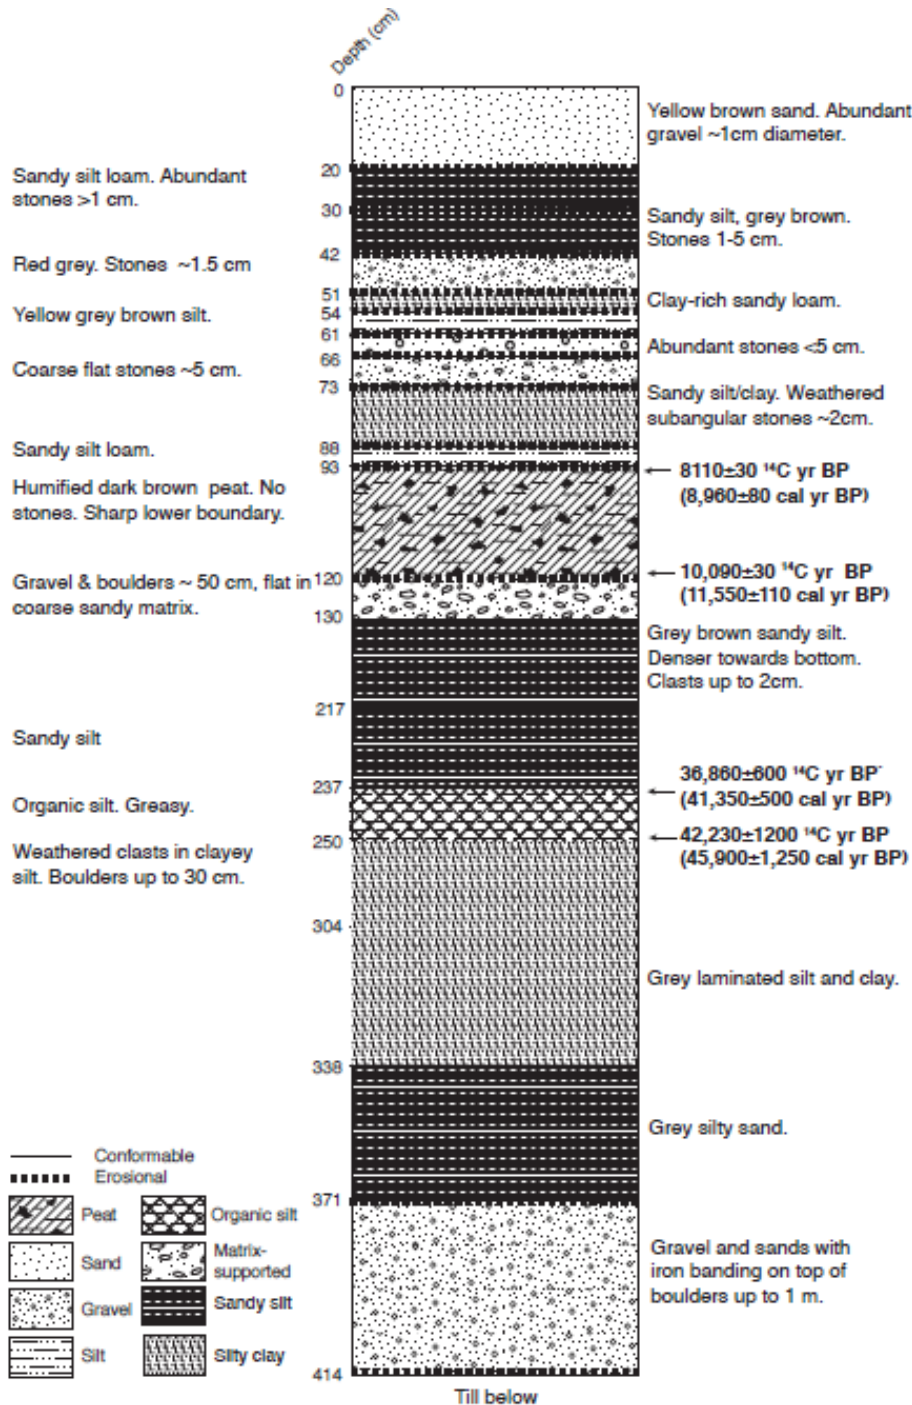 Depth (cm)
0
Yellow brown sand. Abundant
gravel ~1cm diameter.
Sandy silt loam. Abundant
stones >1 cm.
20
30
Sandy silt, grey brown.
Stones 1-5 cm.
42
Red grey. Stones ~1.5 cm
51
Clay-rich sandy loam.
54
Yellow grey brown silt.
61
Abundant stones <5 cm.
66
Coarse flat stones ~5 cm.
73
Sandy silt/clay. Weathered
subangular stones ~2cm.
88
Sandy silt loam.
93
8110±30 ¹⁴C yr BP
(8,960±80 cal yr BP)
Humified dark brown peat. No
stones. Sharp lower boundary.
120
10,090±30 ¹⁴C yr BP
(11,550±110 cal yr BP)
Gravel & boulders ~ 50 cm, flat in
coarse sandy matrix.
130
Grey brown sandy silt.
Denser towards bottom.
Clasts up to 2cm.
217
Sandy silt
237
36,860±600 ¹⁴C yr BP*
(41,350±500 cal yr BP)
Organic silt. Greasy.
250
42,230±1200 ¹⁴C yr BP
(45,900±1,250 cal yr BP)
Weathered clasts in clayey
silt. Boulders up to 30 cm.
304
Grey laminated silt and clay.
338
Grey silty sand.
371
Gravel and sands with
iron banding on top of
boulders up to 1 m.
414
Till below
Conformable
Erosional
Peat
Organic silt
Sand
Matrix-
supported
Gravel
Sandy silt
Silt
Silty clay